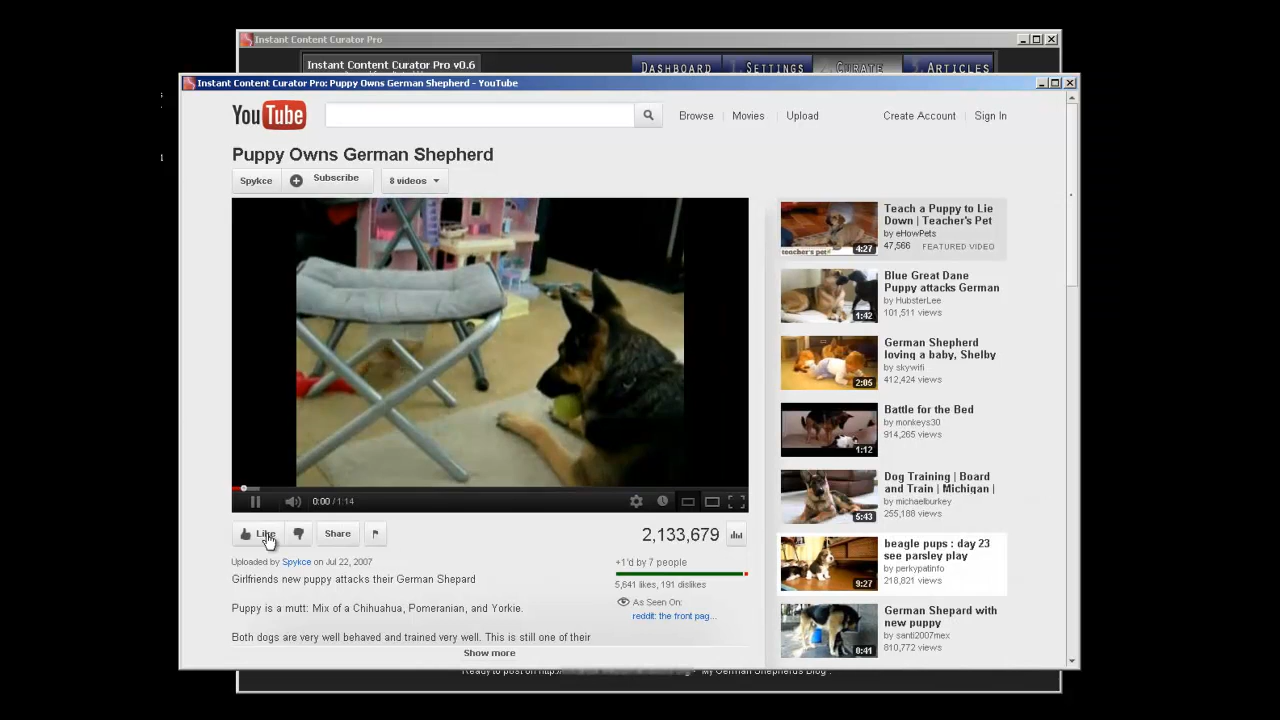 Instant Content Curator Pro
Instant Content Curator Pro v0.6
DASHBOARD
1. SETTINGS
CURATE
3. ARTICLES
Instant Content Curator Pro: Puppy Owns German Shepherd - YouTube
YouTube
Browse
Movies
Upload
Create Account
Sign In
Puppy Owns German Shepherd
Spykce
Subscribe
8 videos
0:00 / 1:14
Like
Share
2,133,679
Uploaded by Spykce on Jul 22, 2007
+1'd by 7 people
Girlfriends new puppy attacks their German Shepard
5,641 likes, 191 dislikes
As Seen On:
Puppy is a mutt: Mix of a Chihuahua, Pomeranian, and Yorkie.
reddit: the front pag...
Both dogs are very well behaved and trained very well. This is still one of their
Show more
Teach a Puppy to Lie
Down | Teacher's Pet
by eHowPets
47,566 FEATURED VIDEO
teacher's pet
4:27
Blue Great Dane
Puppy attacks German
by HubsterLee
101,511 views
1:42
German Shepherd
loving a baby, Shelby
by skywifi
412,424 views
2:05
Battle for the Bed
by monkeys30
914,265 views
1:12
Dog Training | Board
and Train | Michigan |
by michaelburkey
255,188 views
5:43
beagle pups : day 23
see parsley play
by perkypatinfo
218,821 views
9:27
German Shepard with
new puppy
by santi2007mex
810,772 views
0:41
Ready to post on http://
"My German Shepherds Blog".